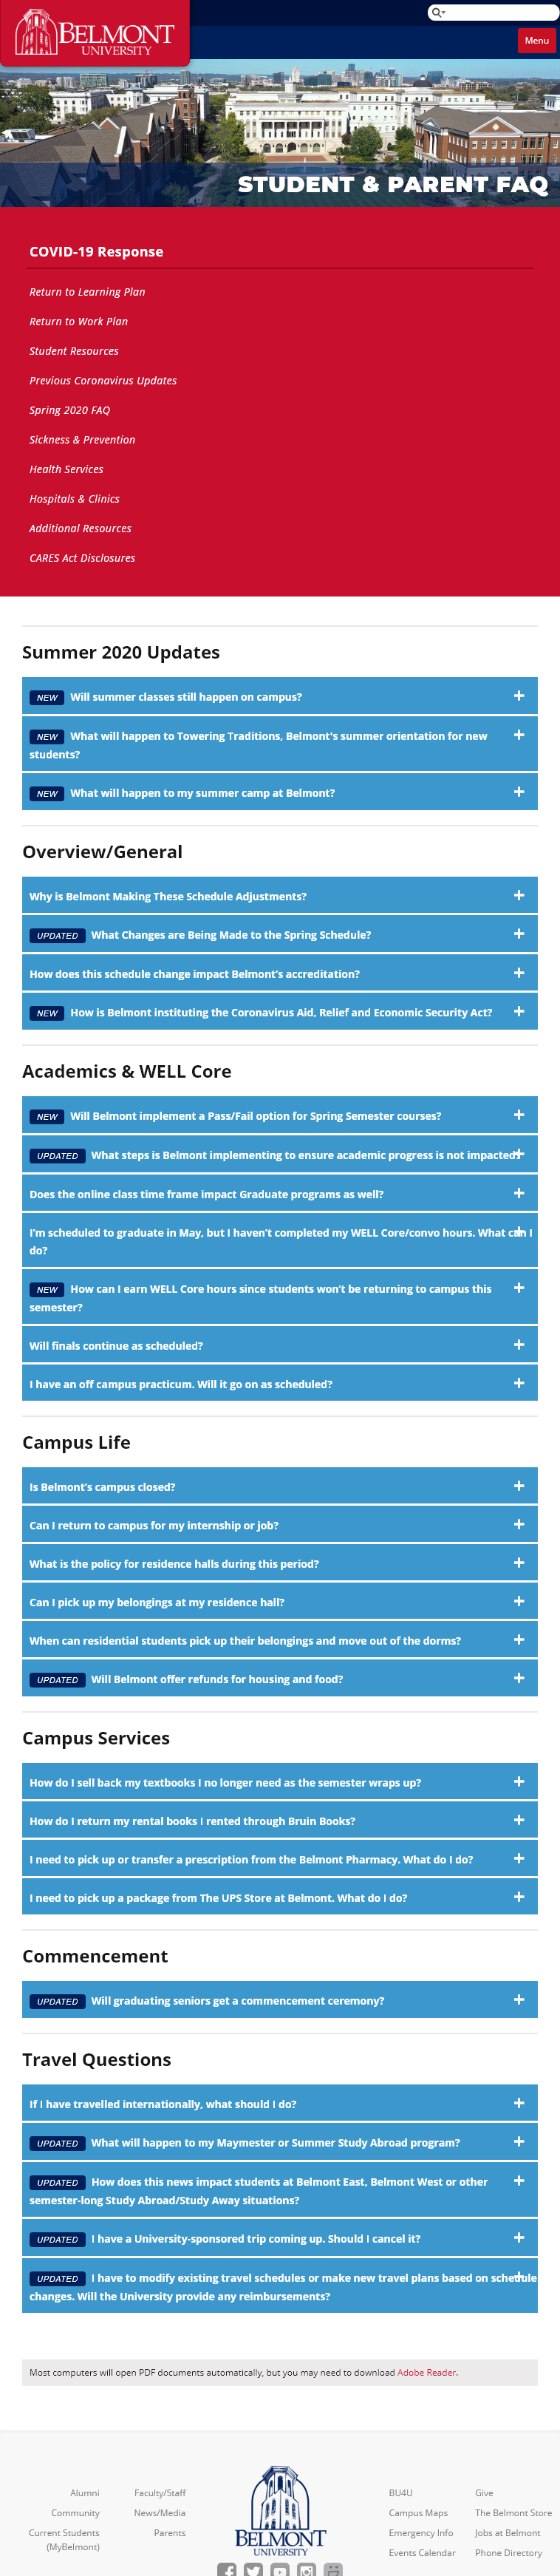 BELMONT
UNIVERSITY
Menu
STUDENT & PARENT FAQ
COVID-19 Response
Return to Learning Plan
Return to Work Plan
Student Resources
Previous Coronavirus Updates
Spring 2020 FAQ
Sickness & Prevention
Health Services
Hospitals & Clinics
Additional Resources
CARES Act Disclosures
Summer 2020 Updates
NEW Will summer classes still happen on campus?
NEW What will happen to Towering Traditions, Belmont's summer orientation for new
students?
NEW What will happen to my summer camp at Belmont?
Overview/General
Why is Belmont Making These Schedule Adjustments?
UPDATED What Changes are Being Made to the Spring Schedule?
How does this schedule change impact Belmont's accreditation?
NEW How is Belmont instituting the Coronavirus Aid, Relief and Economic Security Act?
Academics & WELL Core
NEW Will Belmont implement a Pass/Fail option for Spring Semester courses?
UPDATED What steps is Belmont implementing to ensure academic progress is not impacted?
Does the online class time frame impact Graduate programs as well?
I'm scheduled to graduate in May, but I haven't completed my WELL Core/convo hours. What can I
do?
NEW How can I earn WELL Core hours since students won't be returning to campus this
semester?
Will finals continue as scheduled?
I have an off campus practicum. Will it go on as scheduled?
Campus Life
Is Belmont's campus closed?
Can I return to campus for my internship or job?
What is the policy for residence halls during this period?
Can I pick up my belongings at my residence hall?
When can residential students pick up their belongings and move out of the dorms?
UPDATED Will Belmont offer refunds for housing and food?
Campus Services
How do I sell back my textbooks I no longer need as the semester wraps up?
How do I return my rental books I rented through Bruin Books?
I need to pick up or transfer a prescription from the Belmont Pharmacy. What do I do?
I need to pick up a package from The UPS Store at Belmont. What do I do?
Commencement
UPDATED Will graduating seniors get a commencement ceremony?
Travel Questions
If I have travelled internationally, what should I do?
UPDATED What will happen to my Maymester or Summer Study Abroad program?
UPDATED How does this news impact students at Belmont East, Belmont West or other
semester-long Study Abroad/Study Away situations?
UPDATED I have a University-sponsored trip coming up. Should I cancel it?
UPDATED I have to modify existing travel schedules or make new travel plans based on schedule
changes. Will the University provide any reimbursements?
Most computers will open PDF documents automatically, but you may need to download Adobe Reader.
Alumni
Community
Current Students
(MyBelmont)
Faculty/Staff
News/Media
Parents
BELMONT
UNIVERSITY
BU4U
Campus Maps
Emergency Info
Events Calendar
Give
The Belmont Store
Jobs at Belmont
Phone Directory